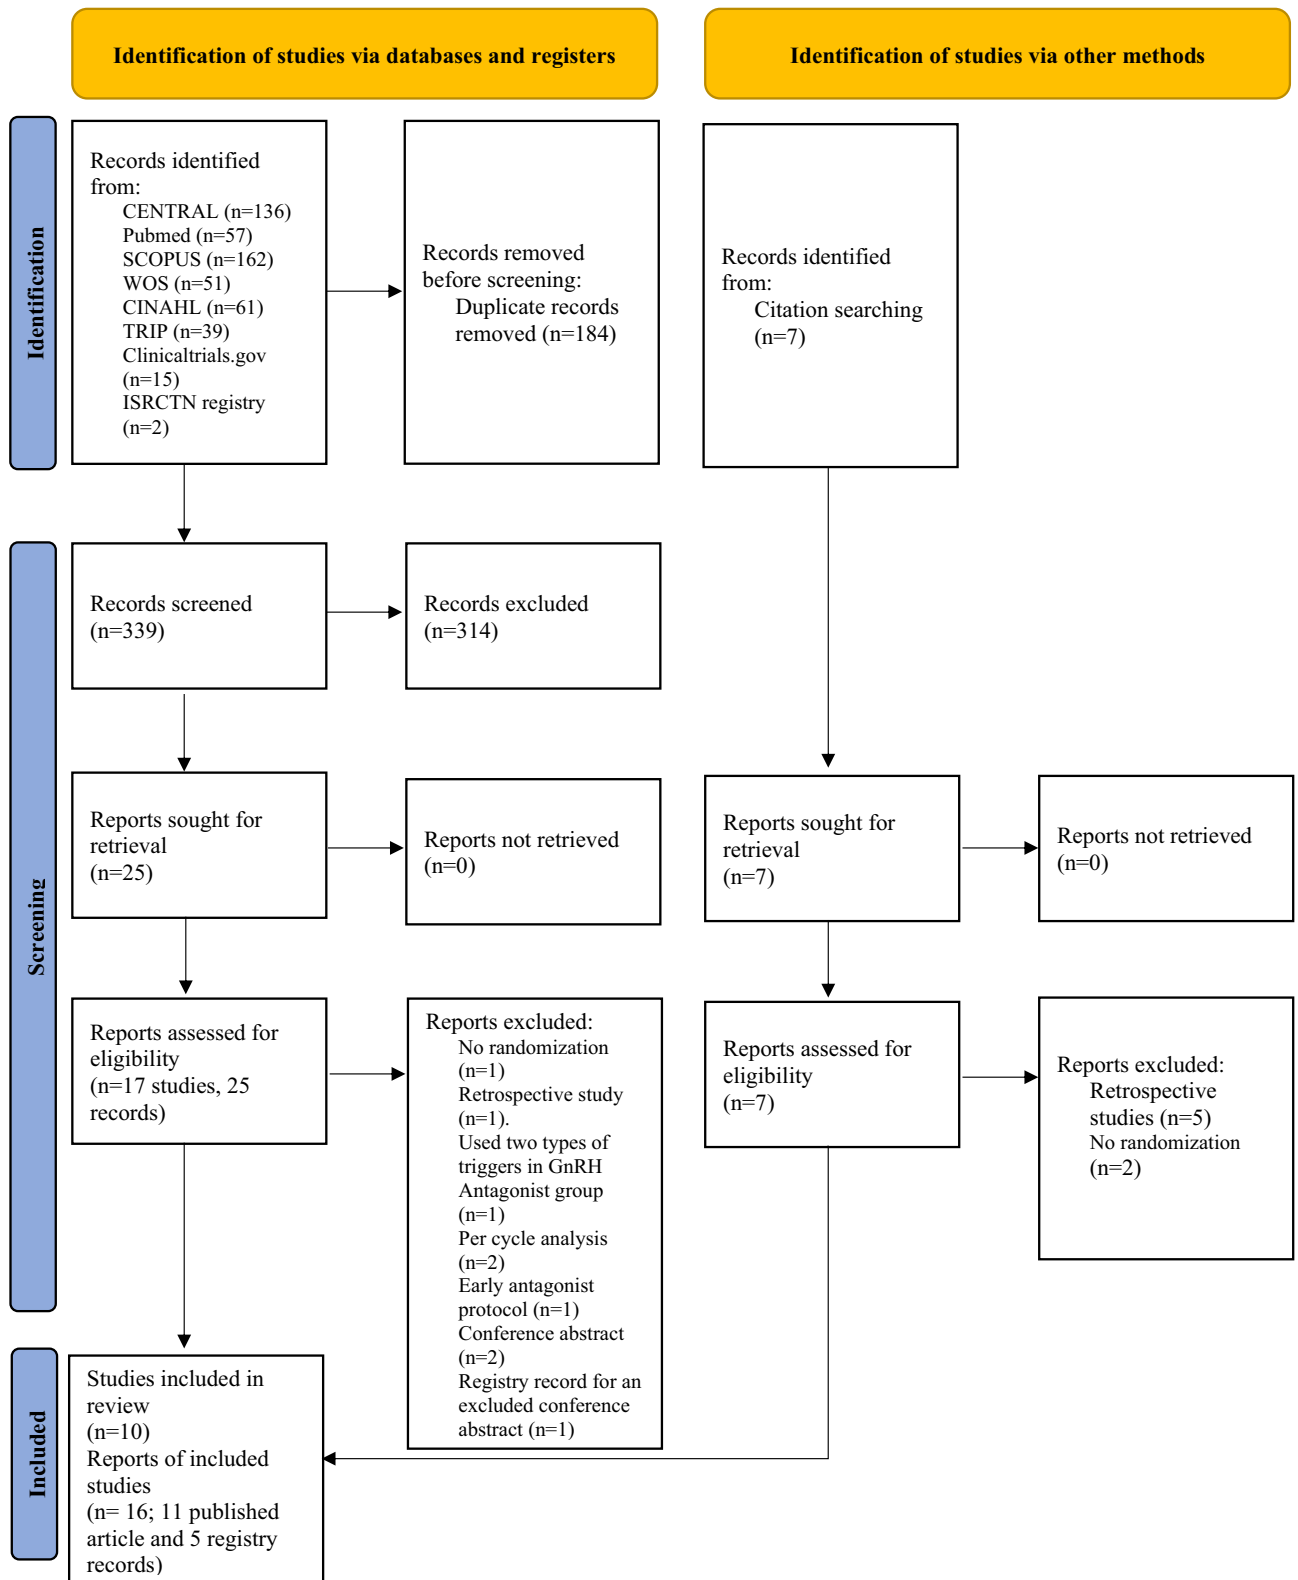 Identification of studies via databases and registers
Identification of studies via other methods
Identification
Records identified
from:
CENTRAL (n=136)
Pubmed (n=57)
SCOPUS (n=162)
WOS (n=51)
CINAHL (n=61)
TRIP (n=39)
Clinicaltrials.gov
(n=15)
ISRCTN registry
(n=2)
Records removed
before screening:
Duplicate records
removed (n=184)
Records identified
from:
Citation searching
(n=7)
Screening
Records screened
(n=339)
Records excluded
(n=314)
Reports sought for
retrieval
(n=25)
Reports not retrieved
(n=0)
Reports sought for
retrieval
(n=7)
Reports not retrieved
(n=0)
Reports assessed for
eligibility
(n=17 studies, 25
records)
Reports excluded:
No randomization
(n=1)
Retrospective study
(n=1).
Used two types of
triggers in GnRH
Antagonist group
(n=1)
Per cycle analysis
(n=2)
Early antagonist
protocol (n=1)
Conference abstract
(n=2)
Registry record for an
excluded conference
abstract (n=1)
Reports assessed for
eligibility
(n=7)
Reports excluded:
Retrospective
studies (n=5)
No randomization
(n=2)
Included
Studies included in
review
(n=10)
Reports of included
studies
(n= 16; 11 published
article and 5 registry
records)